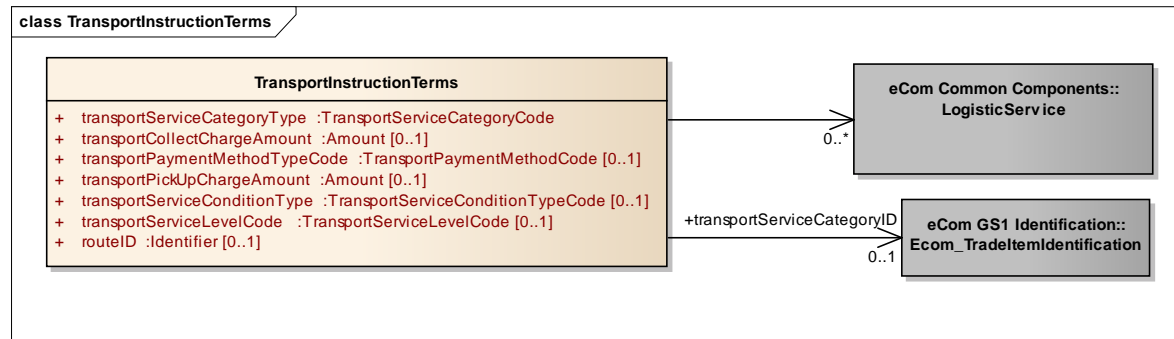 class TransportInstructionTerms
TransportInstructionTerms
+ transportServiceCategoryType :TransportServiceCategoryCode
+ transportCollectChargeAmount :Amount [0..1]
+ transportPaymentMethodTypeCode :TransportPaymentMethodCode [0..1]
+ transportPickUpChargeAmount :Amount [0..1]
+ transportServiceConditionType :TransportServiceConditionTypeCode [0..1]
+ transportServiceLevelCode :TransportServiceLevelCode [0..1]
+ routeID :Identifier [0..1]
eCom Common Components::
LogisticService
0..*
+transportServiceCategoryID
0..1
eCom GS1 Identification::
Ecom_TradeItemIdentification